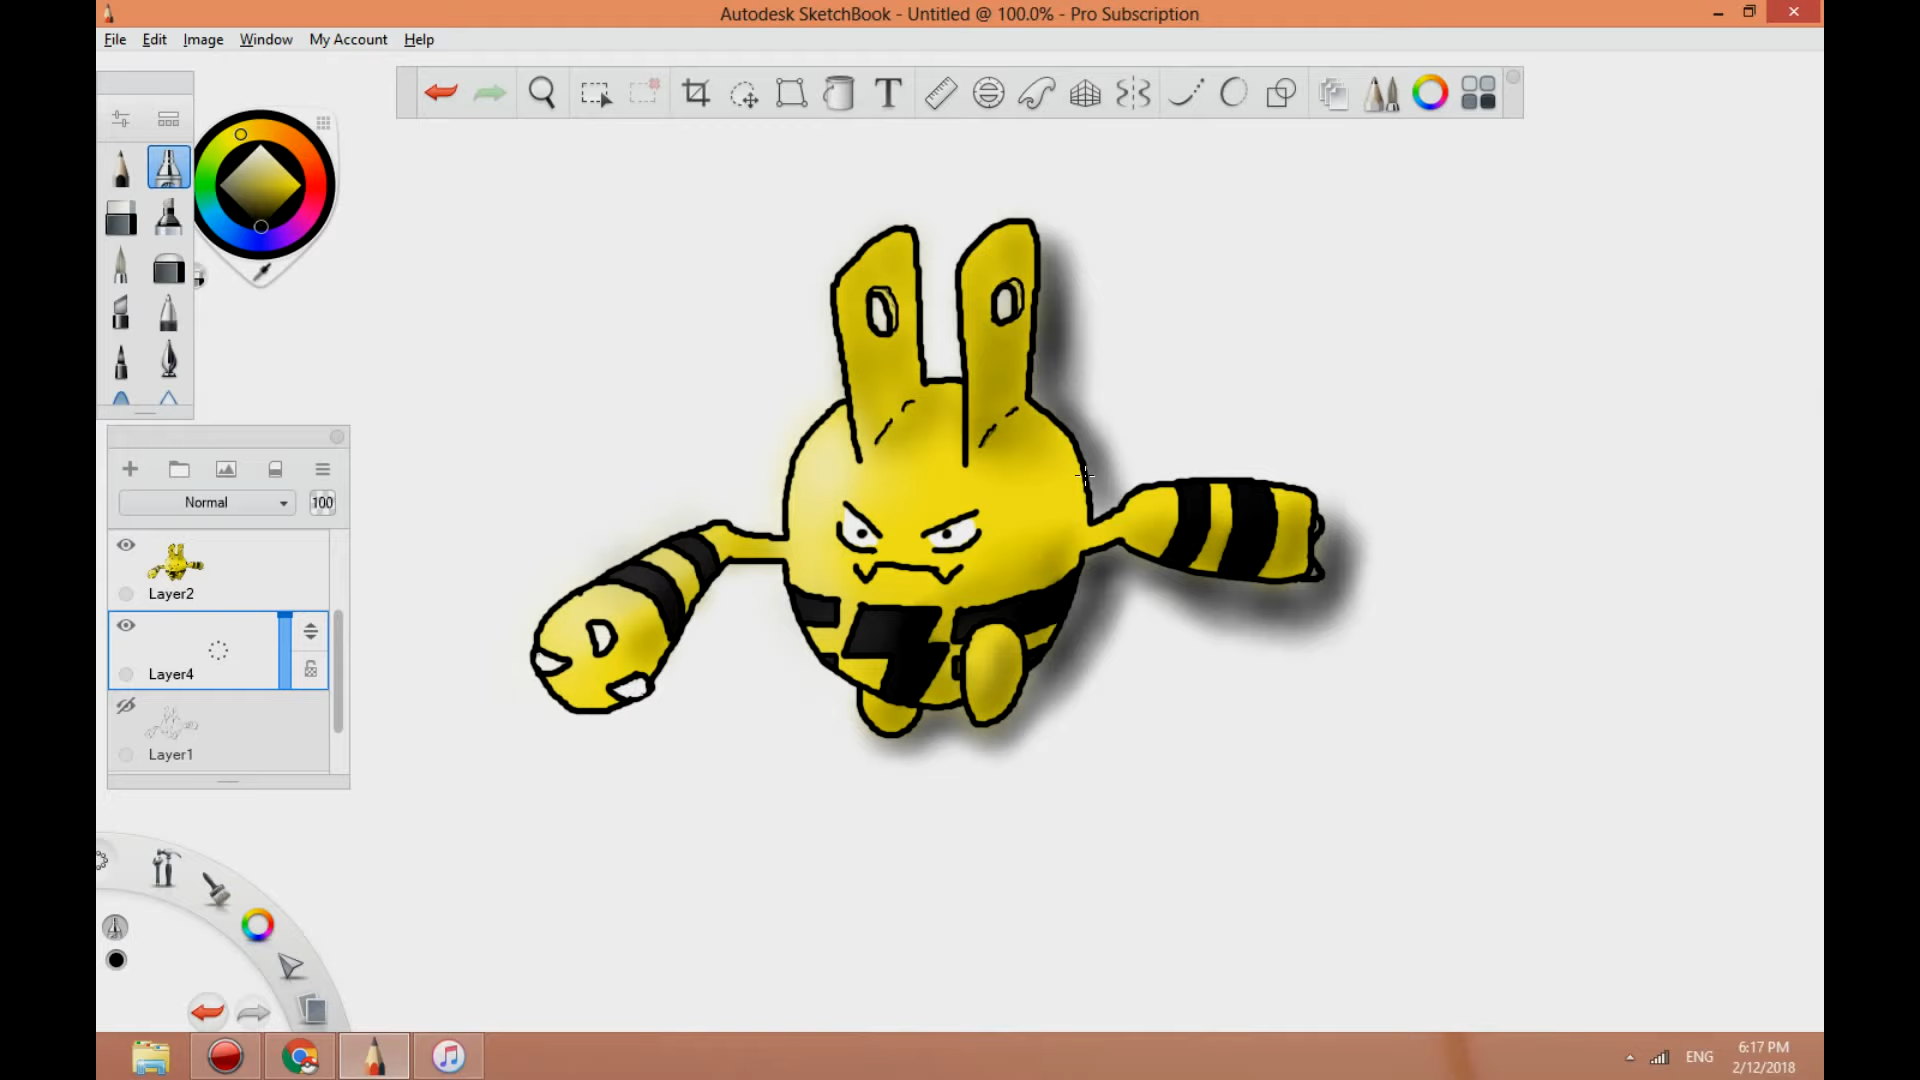 Autodesk SketchBook - Untitled @ 100.0% - Pro Subscription
File Edit Image Window My Account Help
T
Normal 100
Layer2
Layer4
Layer1
ENG 6:17 PM
2/12/2018